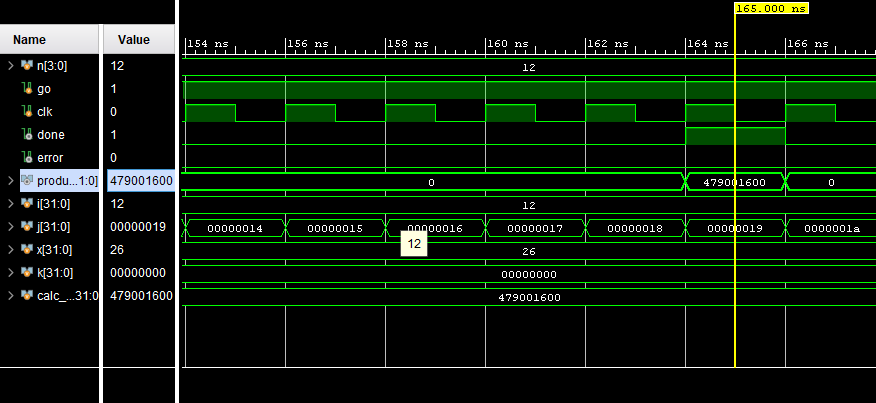 165.000 ns
Name Value
154 ns 156 ns 158 ns 160 ns 162 ns 164 ns 166 ns
n[3:0] 12 12
go 1
clk 0
done 1
error 0
produ...1:0] 479001600 0 479001600 0
i[31:0] 12 12
j[31:0] 00000019 00000014 00000015 00000016 00000017 00000018 00000019 0000001a
12
x[31:0] 26 26
k[31:0] 00000000 00000000
calc_...31:0] 479001600 479001600